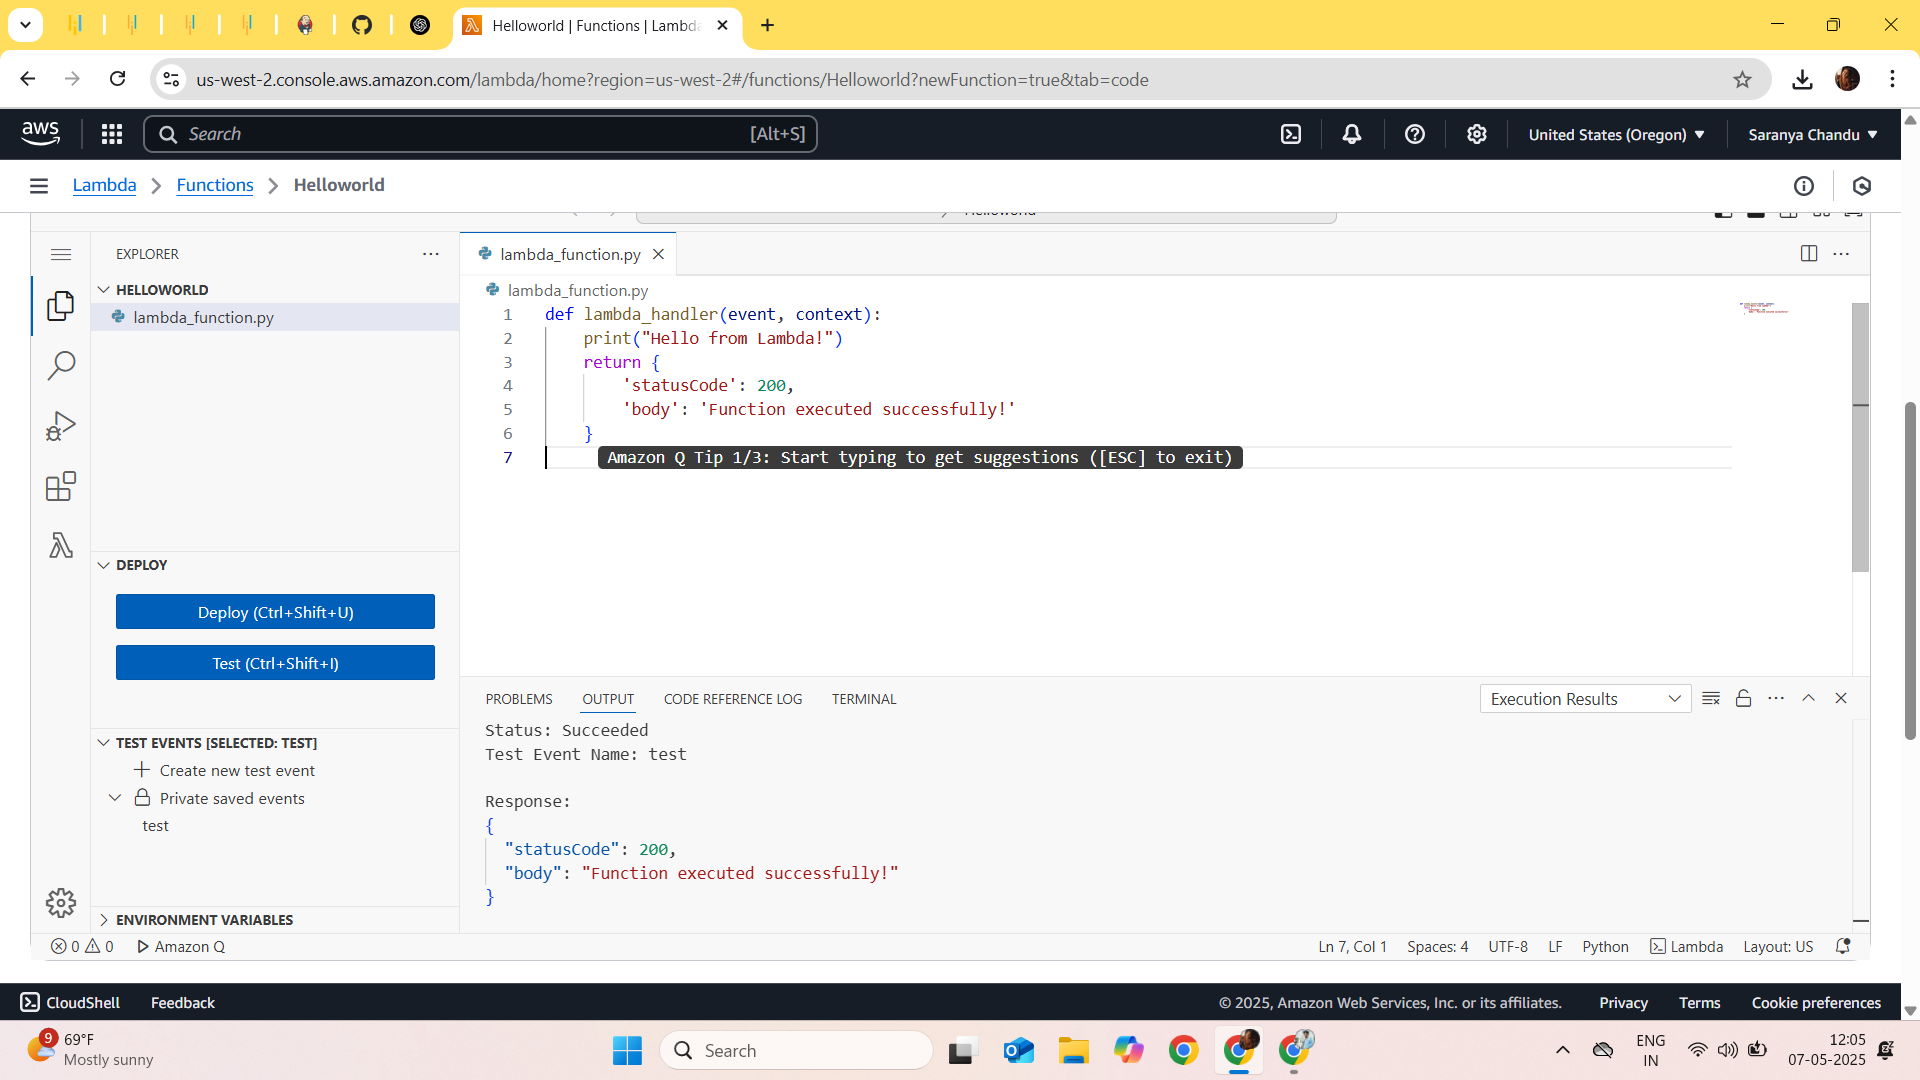 Helloworld | Functions | Lambda
us-west-2.console.aws.amazon.com/lambda/home?region=us-west-2#/functions/Helloworld?newFunction=true&tab=code
aws
Search
[Alt+S]
United States (Oregon)
Saranya Chandu
Lambda
Functions
Helloworld
Helloworld
EXPLORER
HELLOWORLD
lambda_function.py
lambda_function.py
lambda_function.py
1 def lambda_handler(event, context):
2     print("Hello from Lambda!")
3     return {
4         'statusCode': 200,
5         'body': 'Function executed successfully!'
6     }
7 Amazon Q Tip 1/3: Start typing to get suggestions ([ESC] to exit)
DEPLOY
Deploy (Ctrl+Shift+U)
Test (Ctrl+Shift+I)
TEST EVENTS [SELECTED: TEST]
Create new test event
Private saved events
test
ENVIRONMENT VARIABLES
PROBLEMS
OUTPUT
CODE REFERENCE LOG
TERMINAL
Execution Results
Status: Succeeded
Test Event Name: test
Response:
{
"statusCode": 200,
"body": "Function executed successfully!"
}
0
0
Amazon Q
Ln 7, Col 1
Spaces: 4
UTF-8
LF
Python
Lambda
Layout: US
CloudShell
Feedback
© 2025, Amazon Web Services, Inc. or its affiliates.
Privacy
Terms
Cookie preferences
9
69°F
Mostly sunny
Search
ENG
IN
12:05
07-05-2025